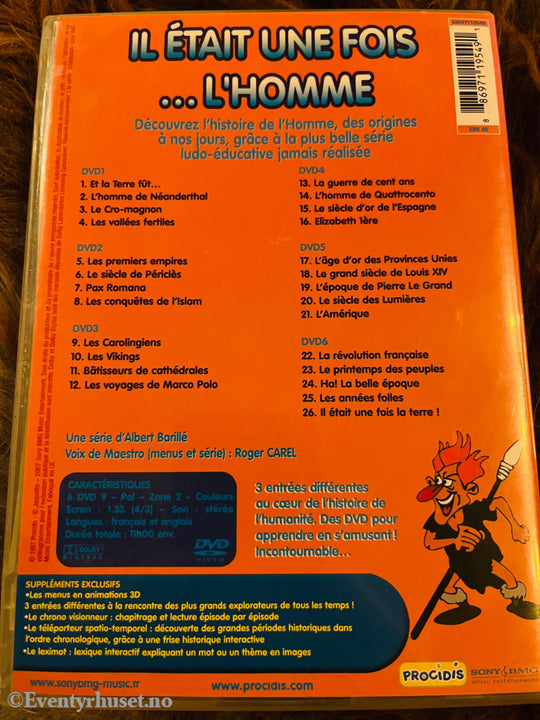 IL ÉTAIT UNE FOIS
...L'HOMME
Découvrez l'histoire de l'Homme, des origines
à nos jours, grâce à la plus belle série
ludo-éducative jamais réalisée
DVD1
1. Et la Terre fût...
2. L'homme de Néanderthal
3. Le Cro-magnon
4. Les vallées fertiles
DVD2
5. Les premiers empires
6. Le siècle de Périclès
7. Pax Romana
8. Les conquêtes de l'Islam
DVD3
9. Les Carolingiens
10. Les Vikings
11. Bâtisseurs de cathédrales
12. Les voyages de Marco Polo
DVD4
13. La guerre de cent ans
14. L'homme de Quattrocento
15. Le siècle d'or de l'Espagne
16. Elizabeth 1ère
DVD5
17. L'âge d'or des Provinces Unies
18. Le grand siècle de Louis XIV
19. L'époque de Pierre Le Grand
20. Le siècle des Lumières
21. L'Amérique
DVD6
22. La révolution française
23. Le printemps des peuples
24. Ha! La belle époque
25. Les années folles
26. Il était une fois la terre !
Une série d'Albert Barillé
Voix de Maestro (menus et série) : Roger CAREL
CARACTÉRISTIQUES
6 DVD 9 - Pal - Zone 2 - Couleurs
Ecran : 1.33 (4/3) - Son : stéréo
Langues : français et anglais
Durée totale : 11h00 env.
DOLBY
DIGITAL
DVD
VIDEO
3 entrées différentes
au cœur de l'histoire de
l'humanité. Des DVD pour
apprendre en s'amusant !
Incontournable...
SUPPLÉMENTS EXCLUSIFS
•Les menus en animations 3D
3 entrées différentes à la rencontre des plus grands explorateurs de tous les temps !
•Le chrono visionneur : chapitrage et lecture épisode par épisode
•Le téléporteur spatio-temporel : découverte des grandes périodes historiques dans
l'ordre chronologique, grâce à une frise historique interactive
•Le leximot : lexique interactif expliquant un mot ou un thème en images
www.sonybmg-music.fr
www.procidis.com
PROCIDIS
SONY BMG
MUSIC ENTERTAINMENT
88697119549
8 86971 19549 1
EDV 45
©Eventyrhuset.no